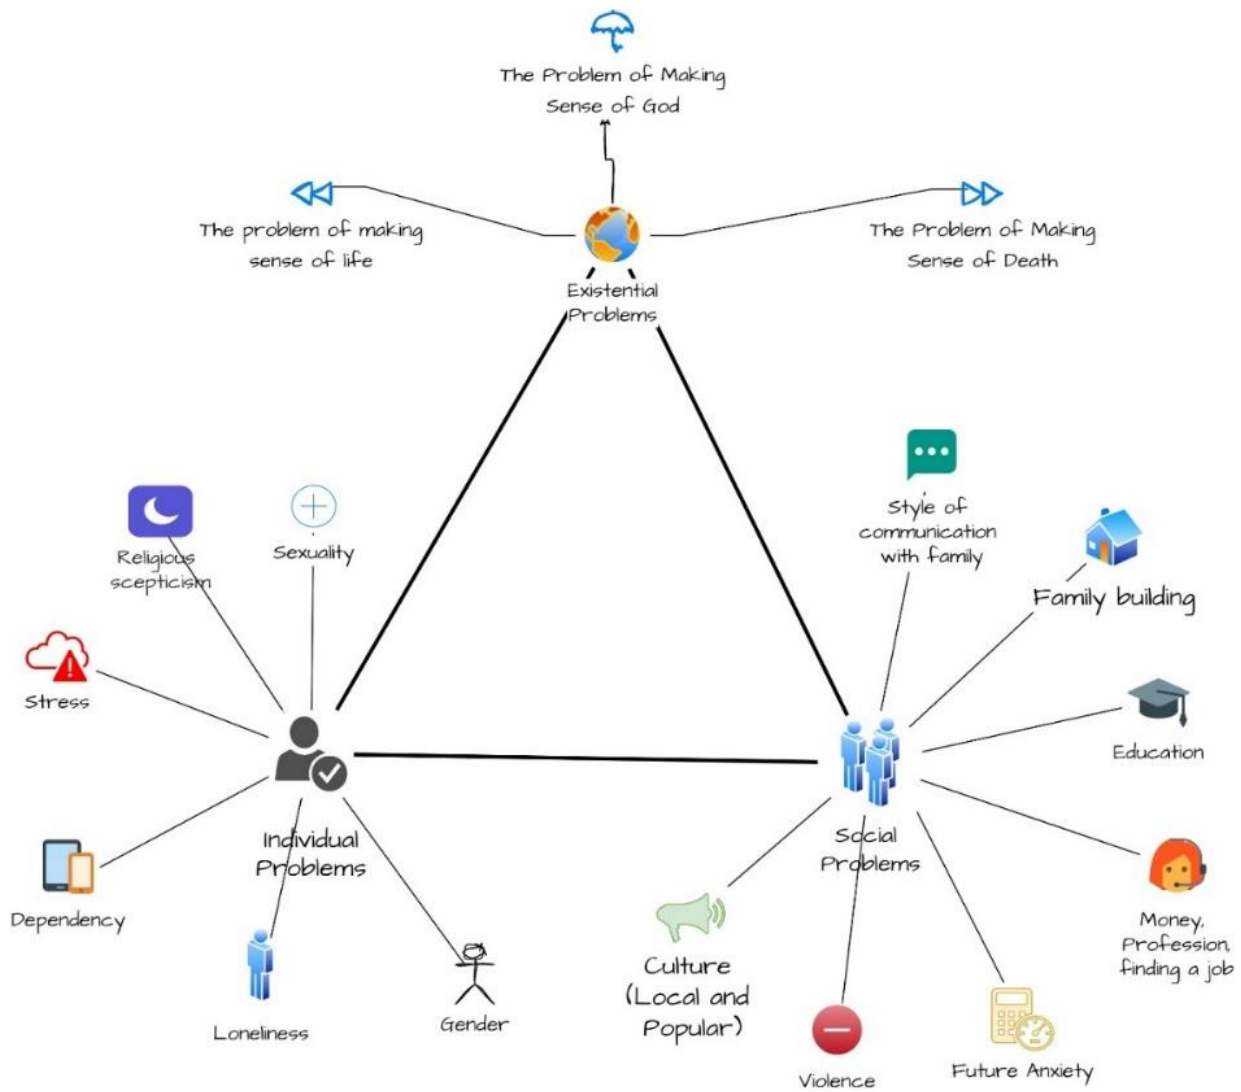 The Problem of Making
Sense of God
The problem of making
sense of life
The Problem of Making
Sense of Death
Existential
Problems
Style of
communication
with family
Religious
scepticism
Sexuality
Family building
Stress
Education
Individual
Problems
Social
Problems
Dependency
Money,
Profession,
finding a job
Culture
(Local and
Popular)
Loneliness
Gender
Violence
Future Anxiety